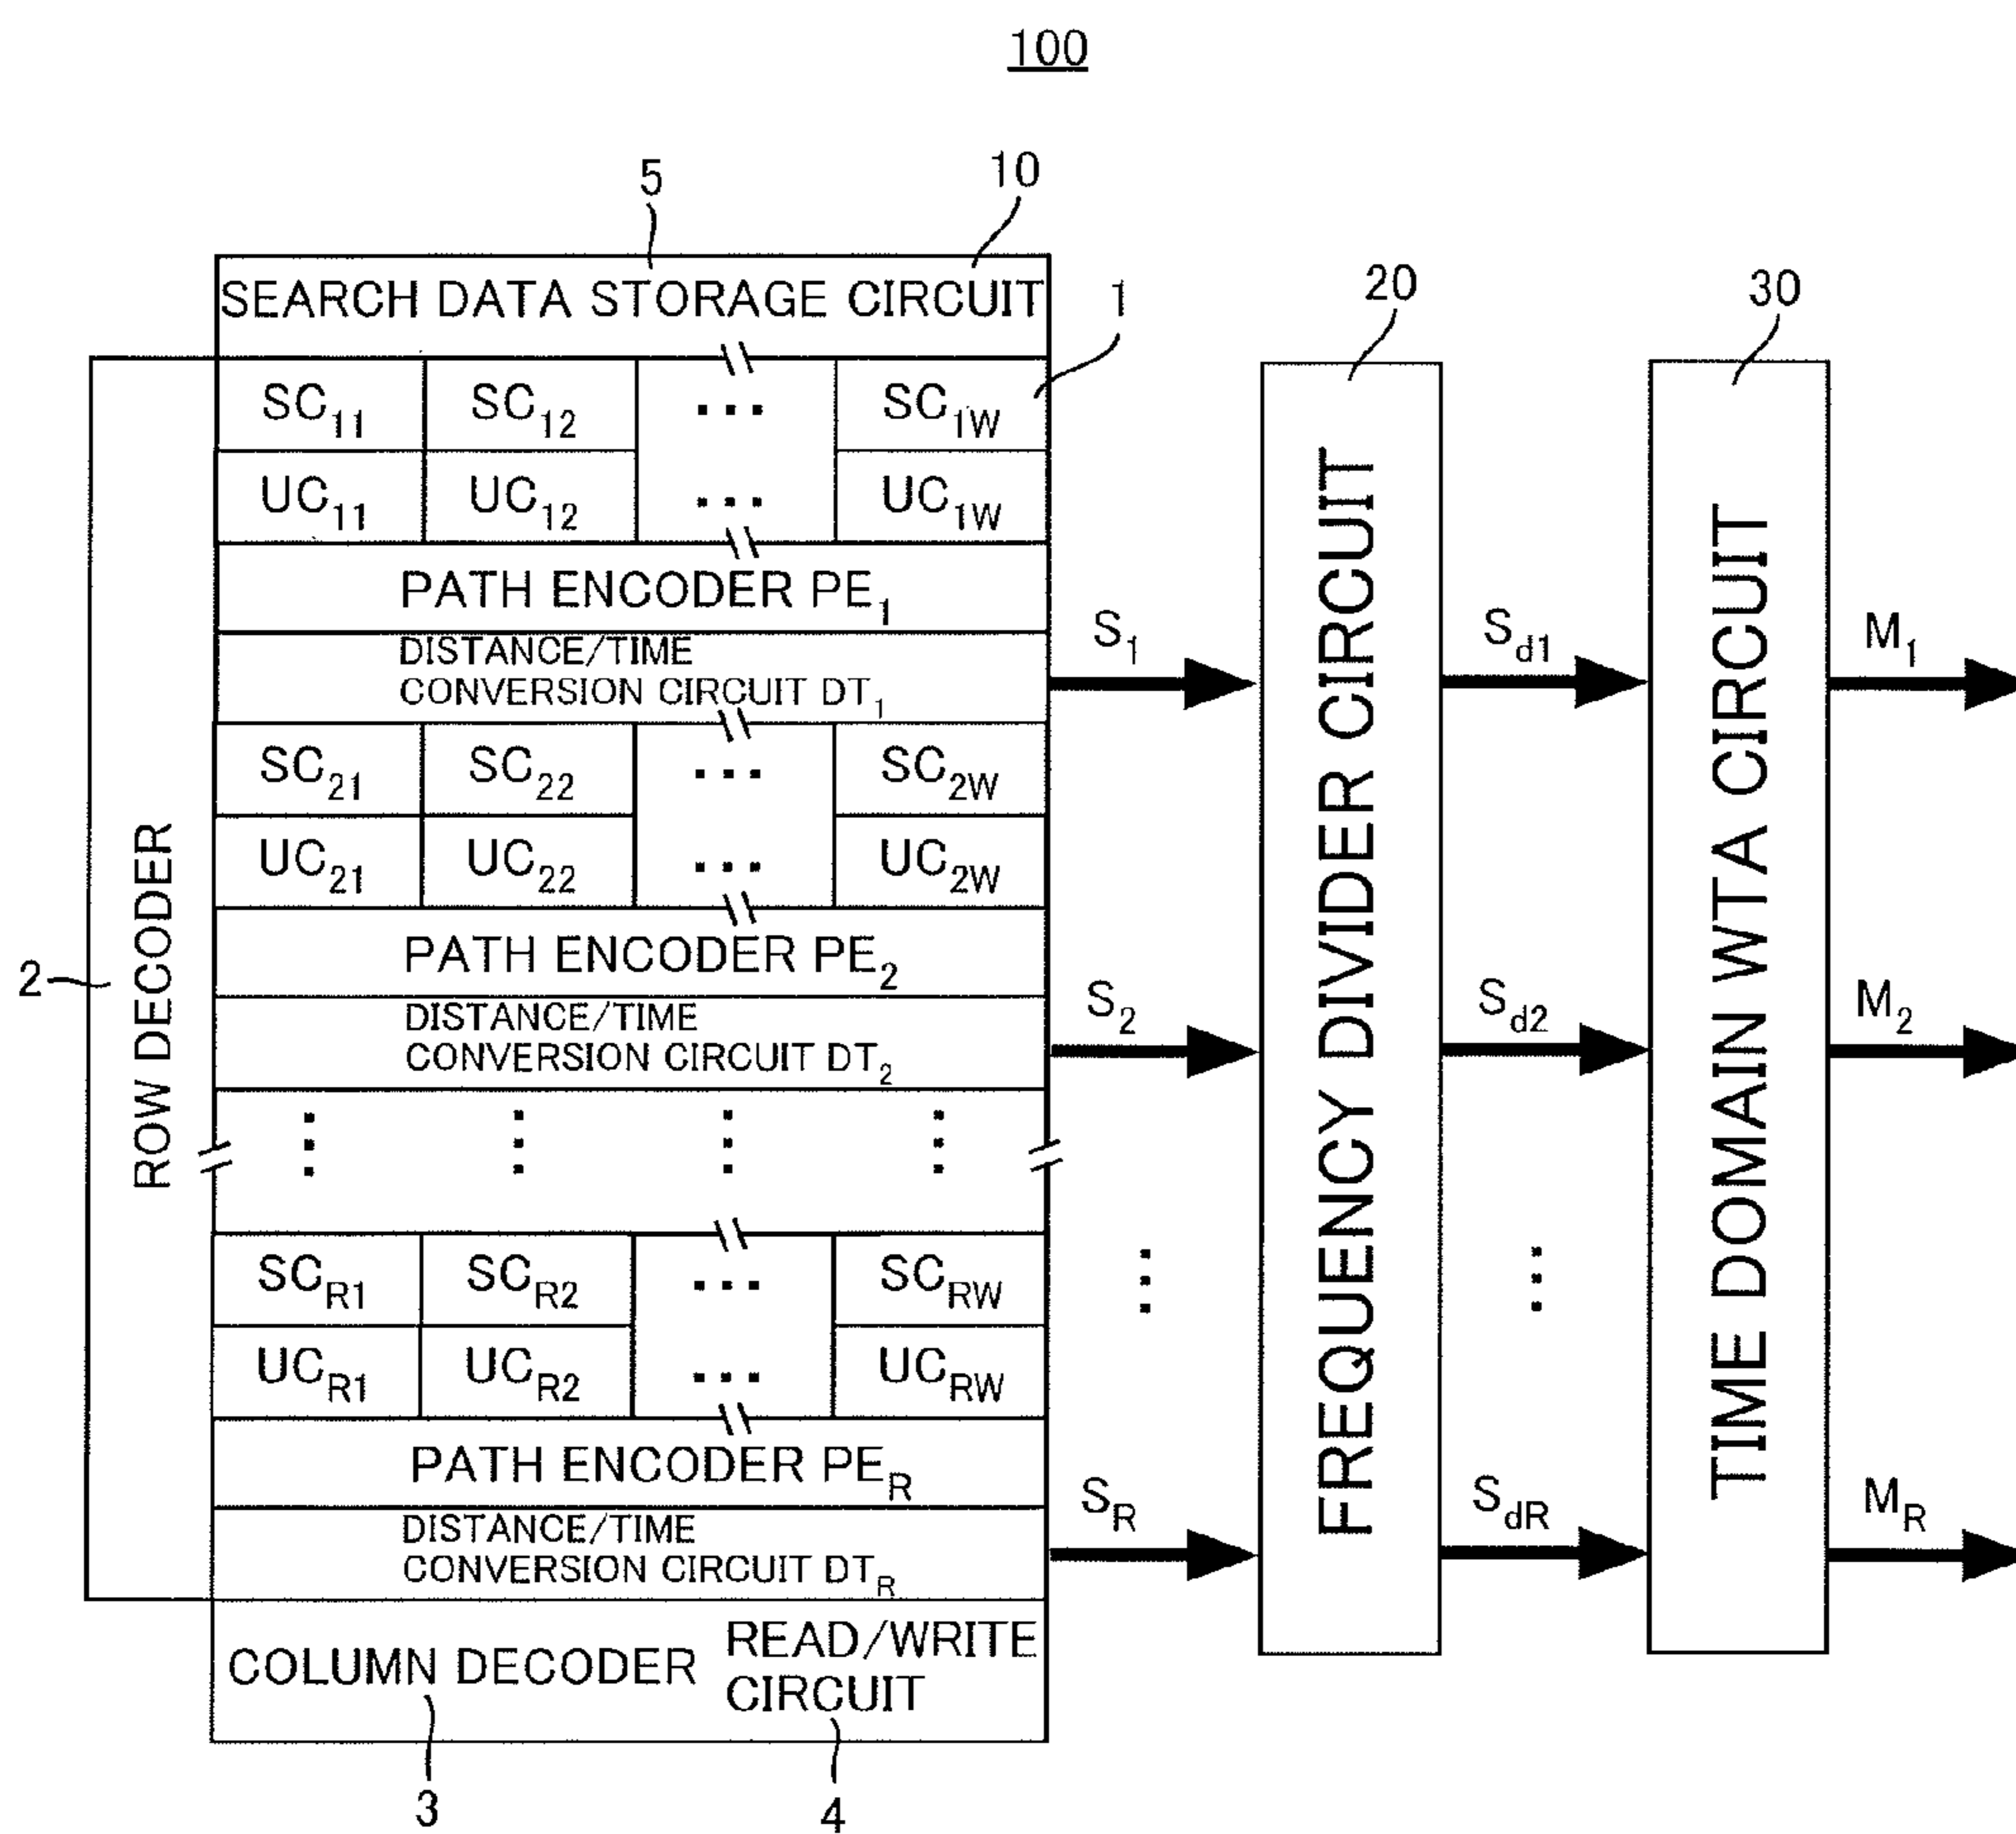 100
5
10
SEARCH DATA STORAGE CIRCUIT
1
20
30
SC11 SC12 ... SC1W
UC11 UC12 ... UC1W
PATH ENCODER PE1
DISTANCE/TIME
CONVERSION CIRCUIT DT1
S1
Sd1
M1
SC21 SC22 ... SC2W
UC21 UC22 ... UC2W
PATH ENCODER PE2
DISTANCE/TIME
CONVERSION CIRCUIT DT2
S2
Sd2
M2
2
ROW DECODER
FREQUENCY DIVIDER CIRCUIT
TIME DOMAIN WTA CIRCUIT
SCR1 SCR2 ... SCRW
UCR1 UCR2 ... UCRW
PATH ENCODER PER
DISTANCE/TIME
CONVERSION CIRCUIT DTR
SR
SdR
MR
COLUMN DECODER
READ/WRITE
CIRCUIT
3
4